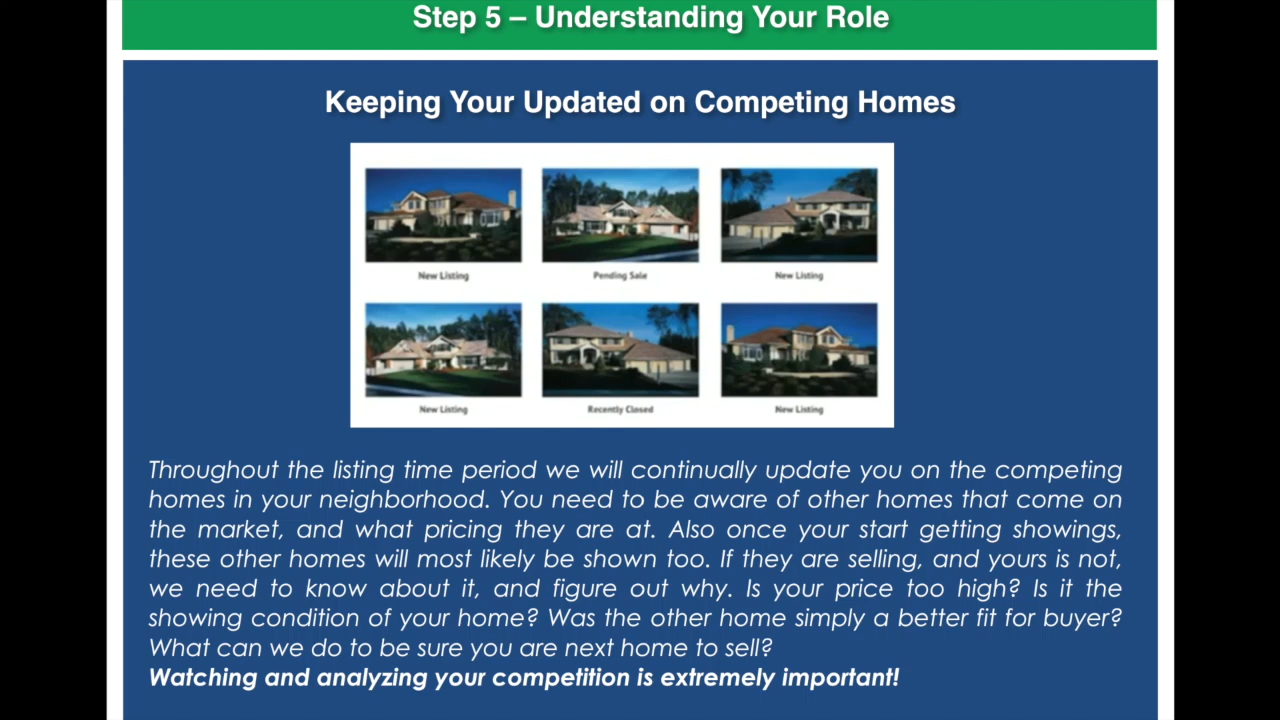 Step 5 – Understanding Your Role
Keeping Your Updated on Competing Homes
New Listing
Pending Sale
New Listing
New Listing
Recently Closed
New Listing
Throughout the listing time period we will continually update you on the competing
homes in your neighborhood. You need to be aware of other homes that come on
the market, and what pricing they are at. Also once your start getting showings,
these other homes will most likely be shown too. If they are selling, and yours is not,
we need to know about it, and figure out why. Is your price too high? Is it the
showing condition of your home? Was the other home simply a better fit for buyer?
What can we do to be sure you are next home to sell?
Watching and analyzing your competition is extremely important!